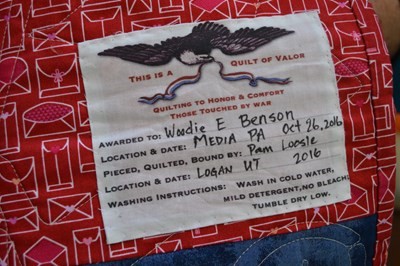 THIS IS A QUILT OF VALOR
QUILTING TO HONOR & COMFORT
THOSE TOUCHED BY WAR
AWARDED TO: Woodie E Benson
LOCATION & DATE: MEDIA PA Oct 26, 2016
PIECED, QUILTED, BOUND BY: Pam Loosle
LOCATION & DATE: LOGAN UT 2016
WASHING INSTRUCTIONS: WASH IN COLD WATER,
MILD DETERGENT, NO BLEACH
TUMBLE DRY LOW.